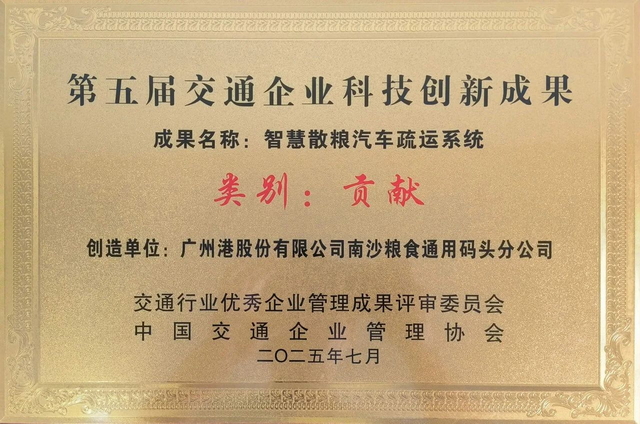 第五届交通企业科技创新成果
成果名称：智慧散粮汽车疏运系统
类别：贡献
创造单位：广州港股份有限公司南沙粮食通用码头分公司
交通行业优秀企业管理成果评审委员会
中国交通企业管理协会
二〇二五年七月